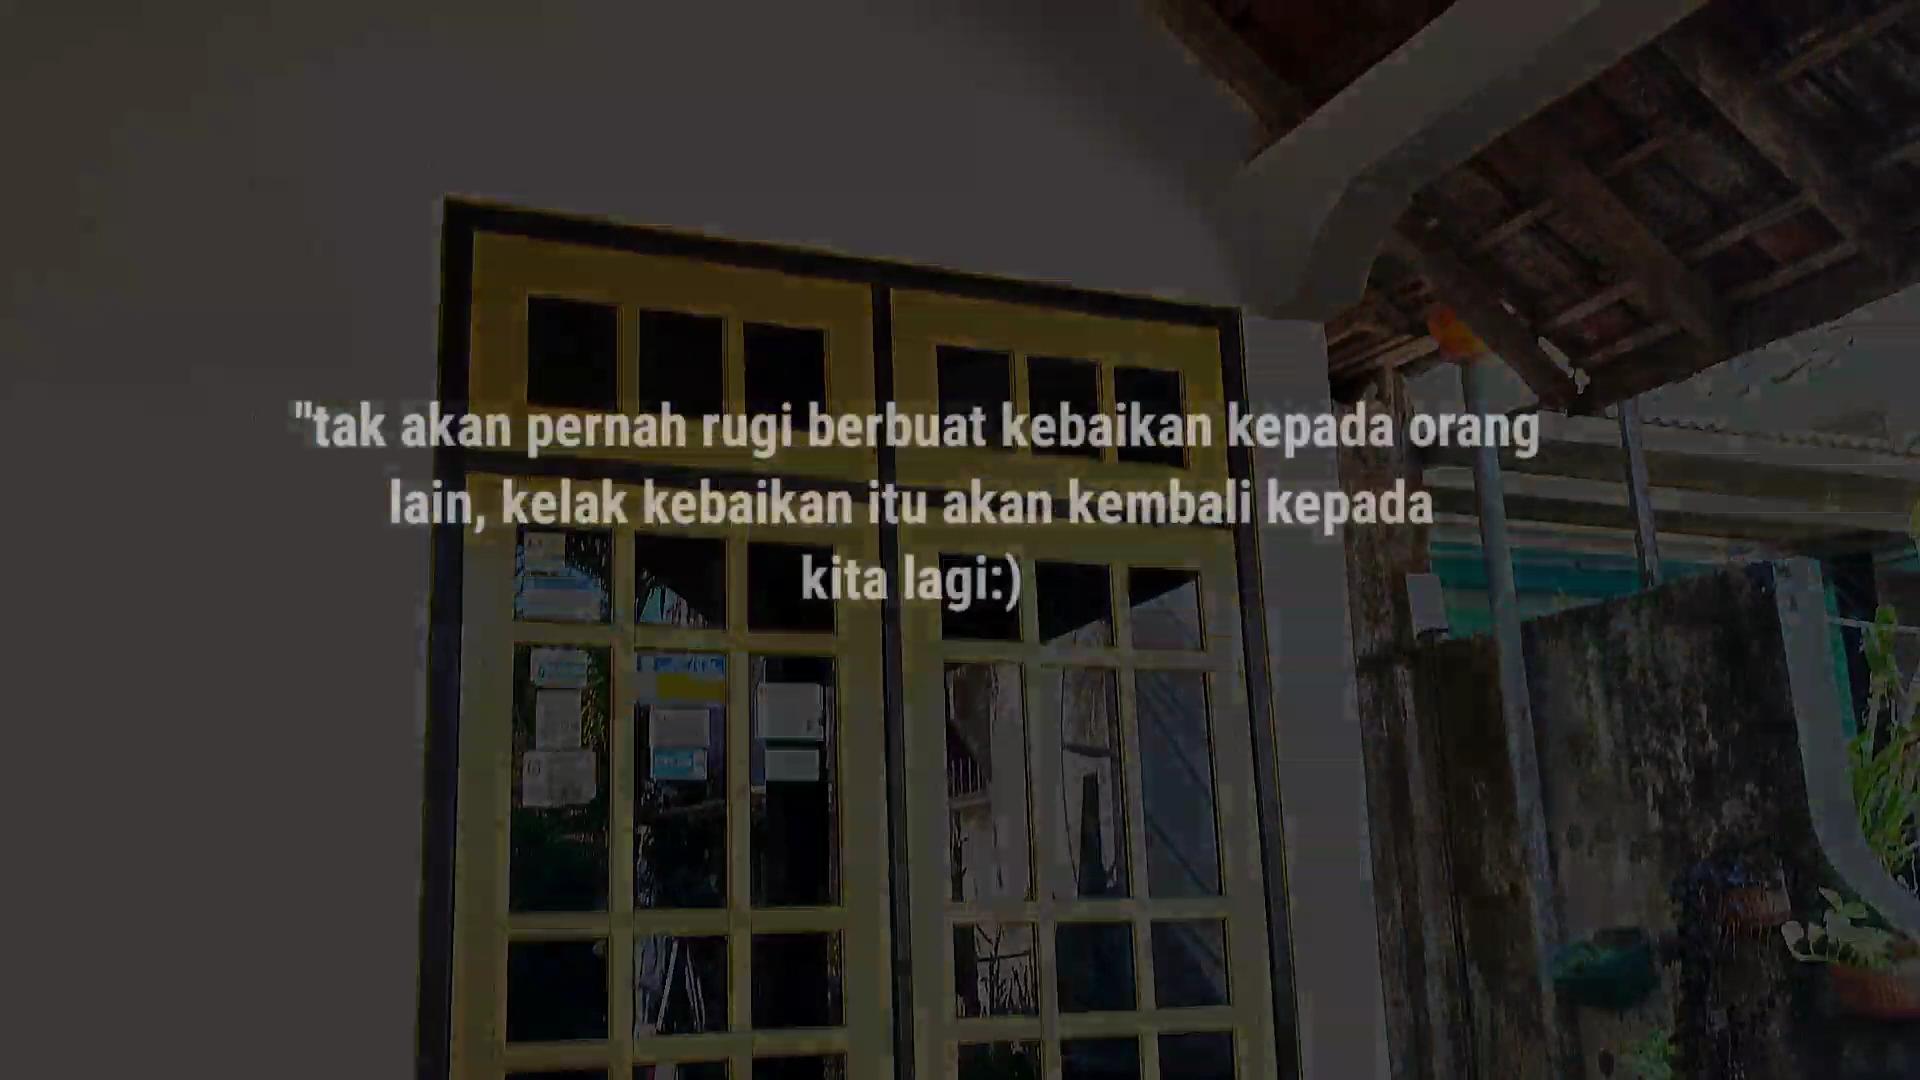 "tak akan pernah rugi berbuat kebaikan kepada orang
lain, kelak kebaikan itu akan kembali kepada
kita lagi:)